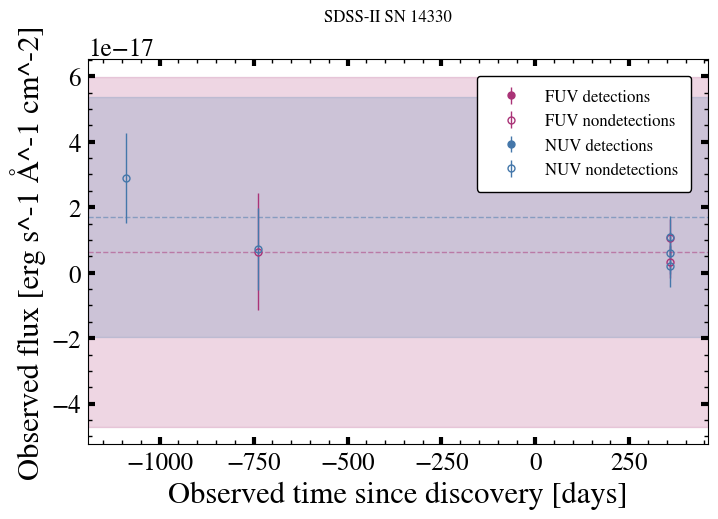 SDSS-II SN 14330
1e−17
6
4
2
0
−2
−4
Observed flux [erg s^-1 Å^-1 cm^-2]
FUV detections
FUV nondetections
NUV detections
NUV nondetections
−1000 −750 −500 −250 0 250
Observed time since discovery [days]